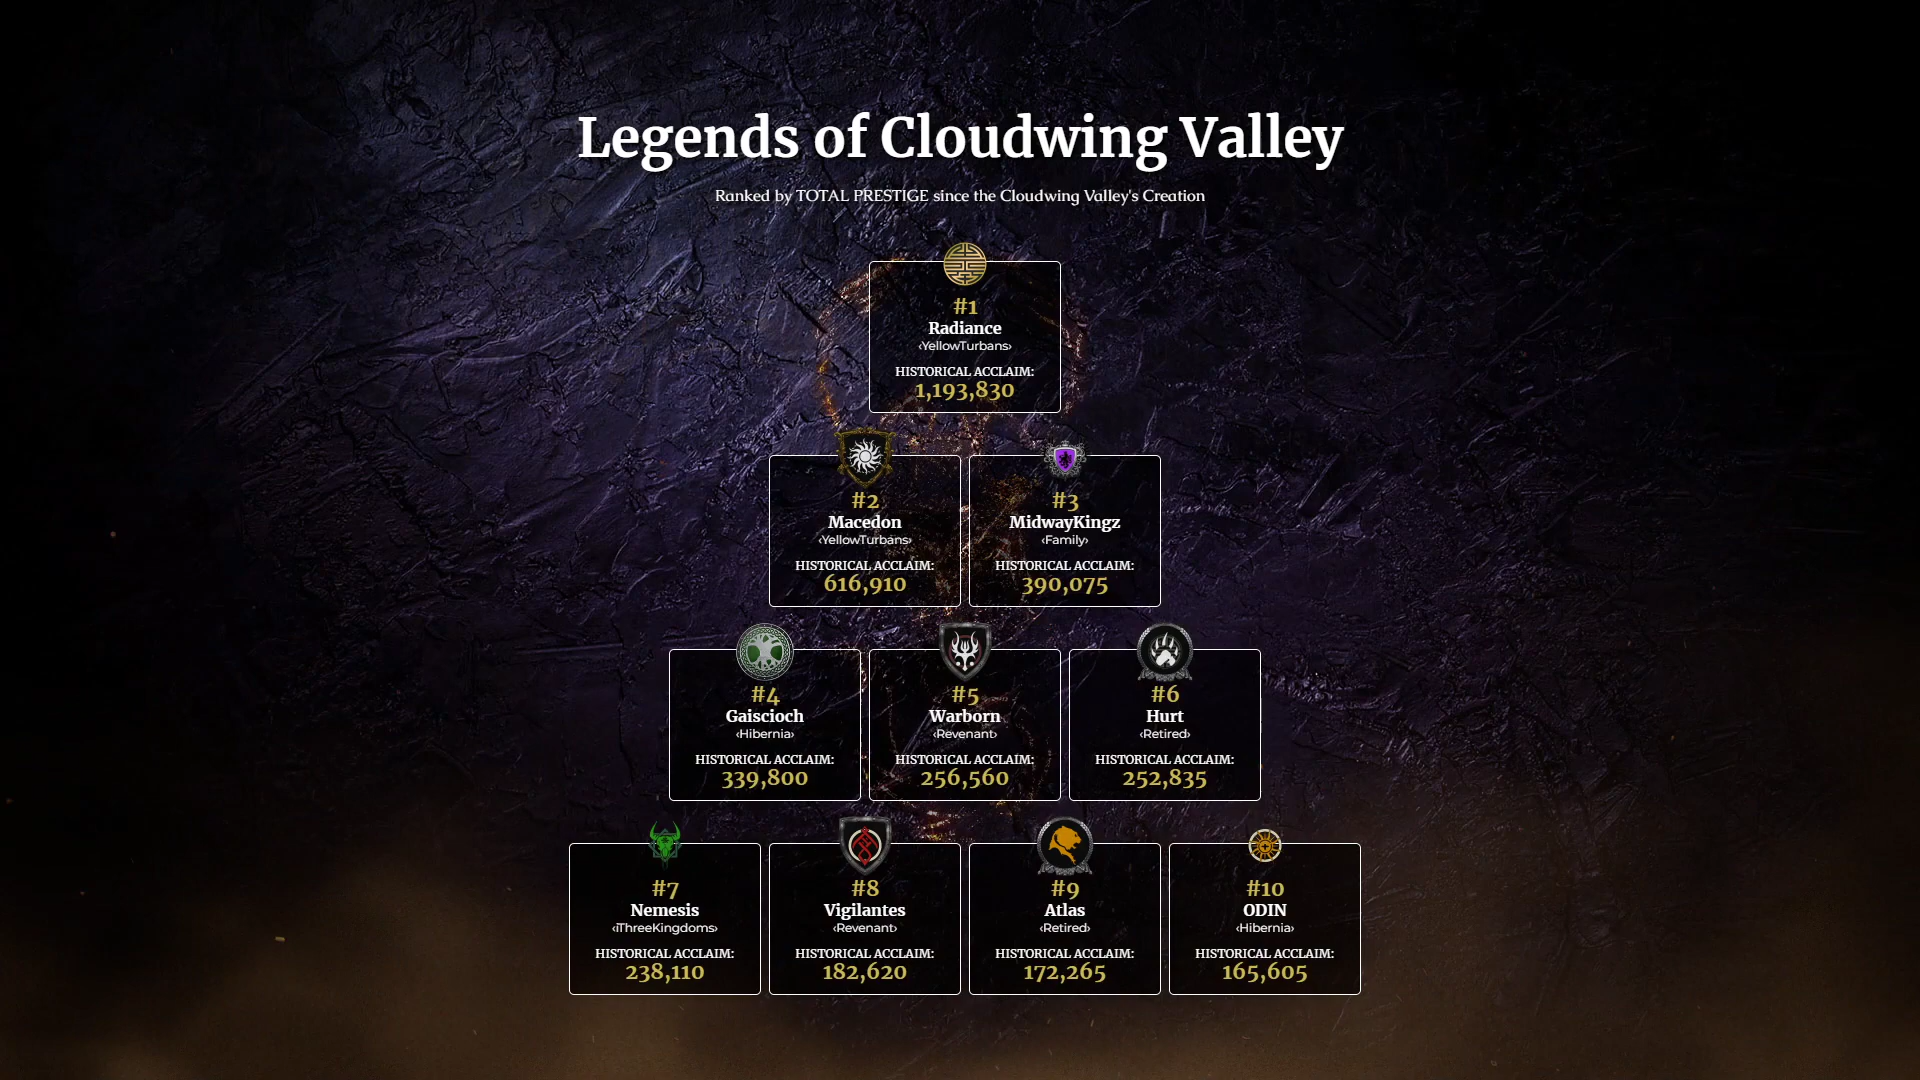 Legends of Cloudwing Valley
Ranked by TOTAL PRESTIGE since the Cloudwing Valley's Creation
#1
Radiance
‹YellowTurbans›
HISTORICAL ACCLAIM:
1,193,830
#2
Macedon
‹YellowTurbans›
HISTORICAL ACCLAIM:
616,910
#3
MidwayKingz
‹Family›
HISTORICAL ACCLAIM:
390,075
#4
Gaiscioch
‹Hibernia›
HISTORICAL ACCLAIM:
339,800
#5
Warborn
‹Revenant›
HISTORICAL ACCLAIM:
256,560
#6
Hurt
‹Retired›
HISTORICAL ACCLAIM:
252,835
#7
Nemesis
‹iThreeKingdoms›
HISTORICAL ACCLAIM:
238,110
#8
Vigilantes
‹Revenant›
HISTORICAL ACCLAIM:
182,620
#9
Atlas
‹Retired›
HISTORICAL ACCLAIM:
172,265
#10
ODIN
‹Hibernia›
HISTORICAL ACCLAIM:
165,605